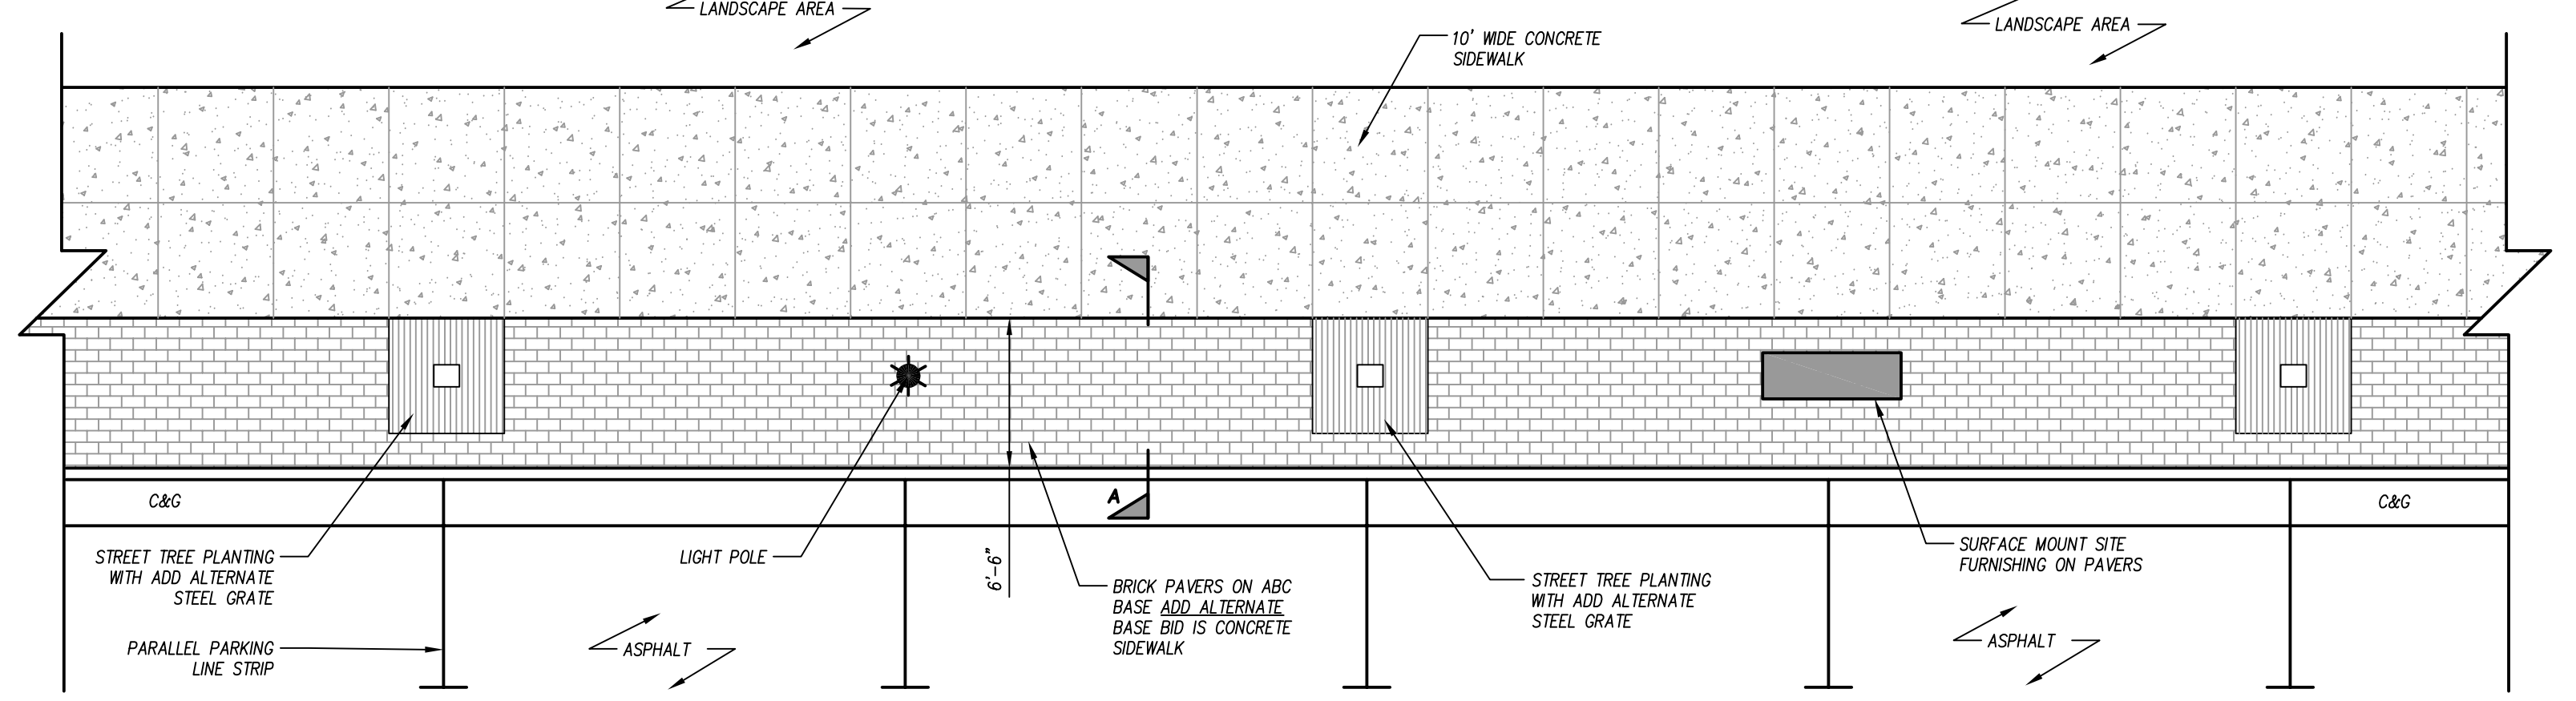 LANDSCAPE AREA
LANDSCAPE AREA
10' WIDE CONCRETE
SIDEWALK
A
C&G
C&G
STREET TREE PLANTING
WITH ADD ALTERNATE
STEEL GRATE
LIGHT POLE
6'-6"
BRICK PAVERS ON ABC
BASE ADD ALTERNATE
BASE BID IS CONCRETE
SIDEWALK
STREET TREE PLANTING
WITH ADD ALTERNATE
STEEL GRATE
SURFACE MOUNT SITE
FURNISHING ON PAVERS
PARALLEL PARKING
LINE STRIP
ASPHALT
ASPHALT